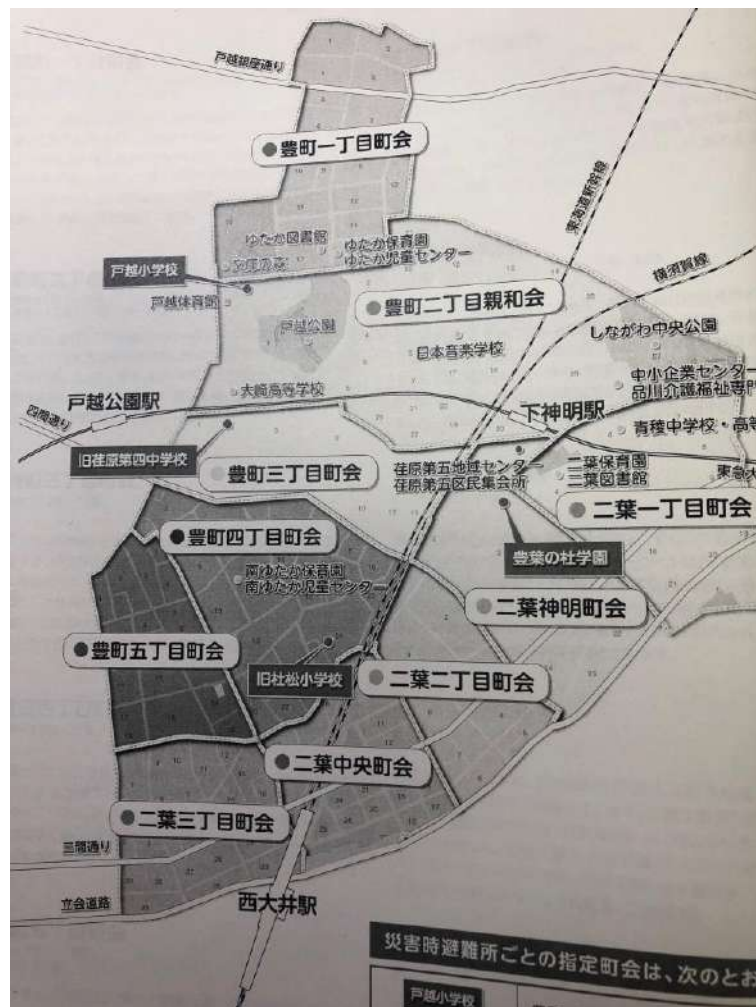 戸越銀座通り
豊町一丁目町会
東海道新幹線
ゆたか図書館
ゆたか保育園
ゆたか児童センター
戸越小学校
文庫の森
横須賀線
戸越体育館
豊町二丁目親和会
しながわ中央公園
戸越公園
日本音楽学校
中小企業センター
品川介護福祉専門
大崎高等学校
戸越公園駅
下神明駅
四間通り
青稜中学校・高等
旧荏原第四中学校
豊町三丁目町会
荏原第五地域センター
荏原第五区民集会所
二葉保育園
二葉図書館
東急大
二葉一丁目町会
豊町四丁目町会
豊葉の杜学園
南ゆたか保育園
南ゆたか児童センター
二葉神明町会
豊町五丁目町会
旧杜松小学校
二葉二丁目町会
二葉中央町会
二葉三丁目町会
三間通り
立会道路
西大井駅
災害時避難所ごとの指定町会は、次のとお
戸越小学校